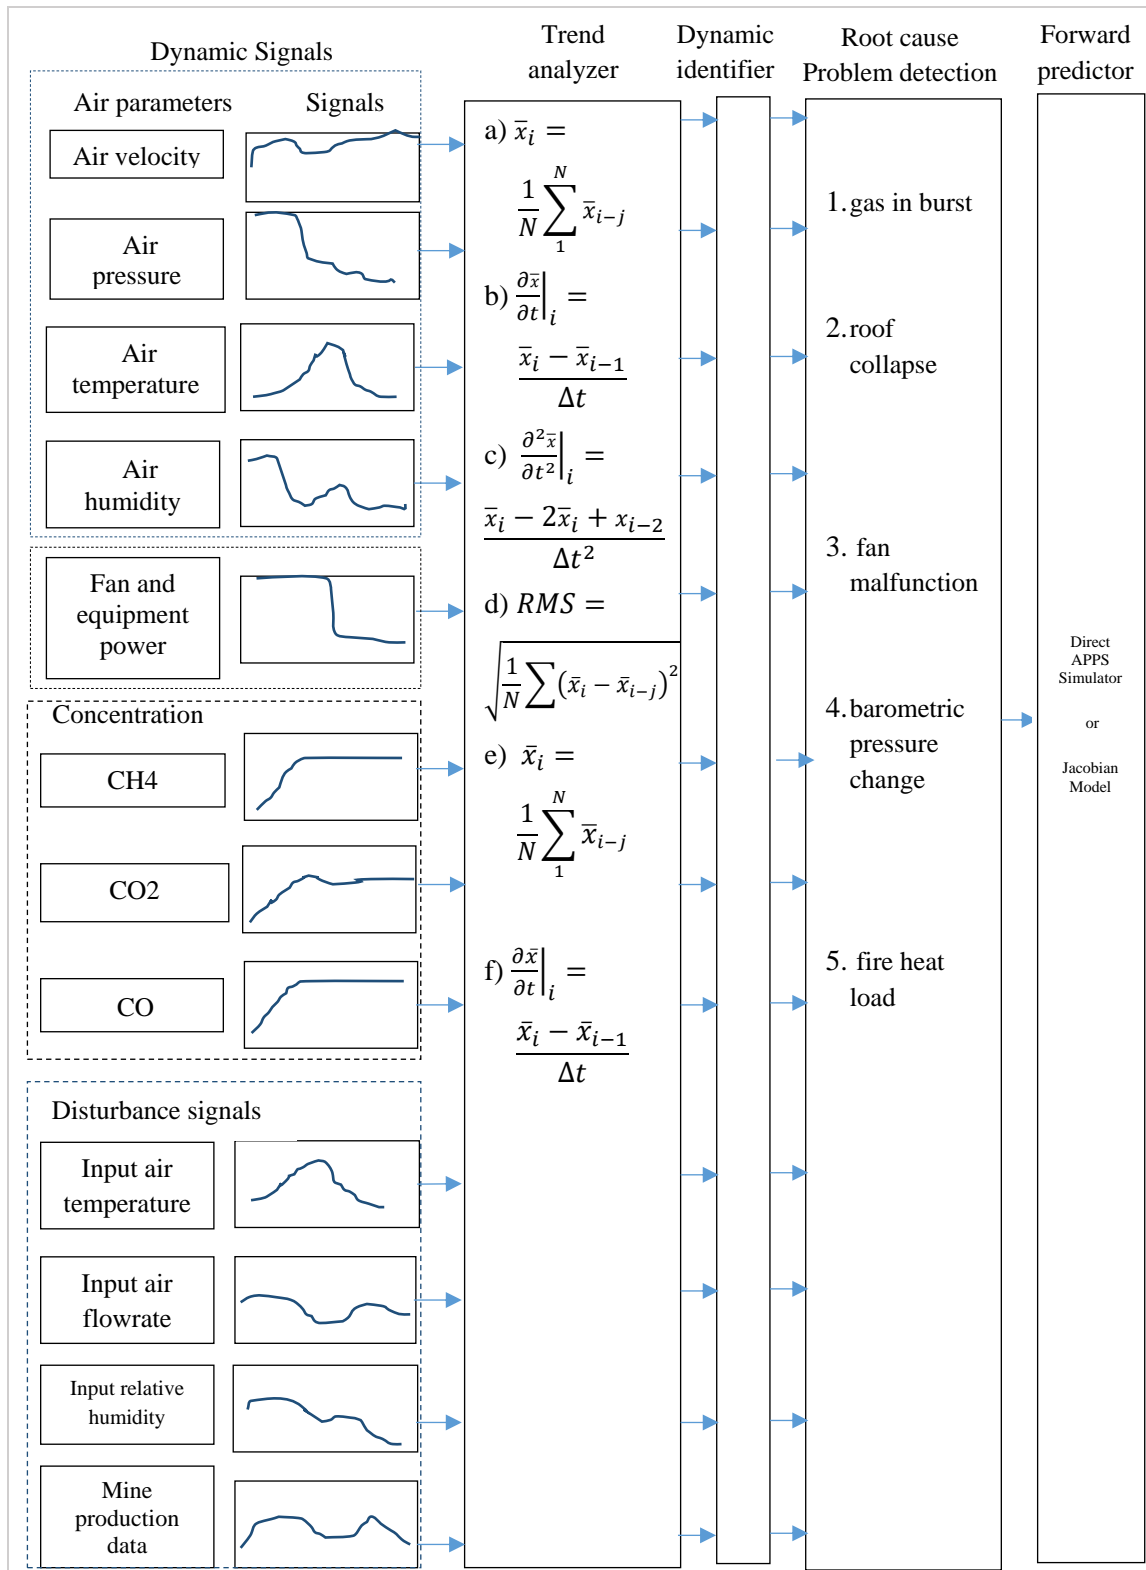 Dynamic Signals
Trend
analyzer
Dynamic
identifier
Root cause
Problem detection
Forward
predictor
Air parameters
Signals
Air velocity
Air
pressure
Air
temperature
Air
humidity
Fan and
equipment
power
Concentration
CH4
CO2
CO
Disturbance signals
Input air
temperature
Input air
flowrate
Input relative
humidity
Mine
production
data
a) x̄ᵢ =
1/N ∑₁ᴺ x̄ᵢ₋ⱼ
b) ∂x̄/∂t|ᵢ =
(x̄ᵢ − x̄ᵢ₋₁)/Δt
c) ∂²x̄/∂t²|ᵢ =
(x̄ᵢ − 2x̄ᵢ + xᵢ₋₂)/Δt²
d) RMS =
√(1/N ∑(x̄ᵢ − x̄ᵢ₋ⱼ)²)
e) x̄ᵢ =
1/N ∑₁ᴺ x̄ᵢ₋ⱼ
f) ∂x̄/∂t|ᵢ =
(x̄ᵢ − x̄ᵢ₋₁)/Δt
1. gas in burst
2. roof
collapse
3. fan
malfunction
4. barometric
pressure
change
5. fire heat
load
Direct
APPS
Simulator
or
Jacobian
Model